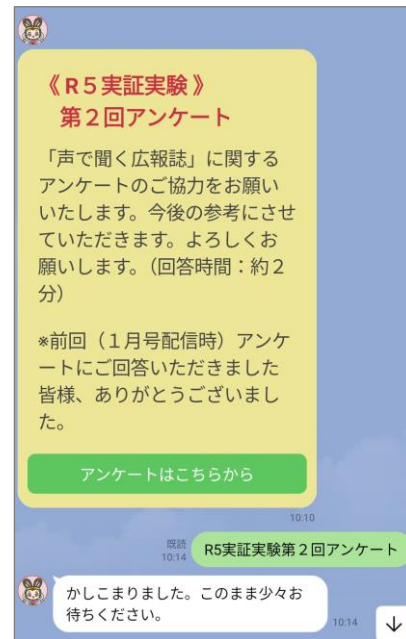 《R5実証実験》
第２回アンケート
「声で聞く広報誌」に関する
アンケートのご協力をお願い
いたします。今後の参考にさせ
ていただきます。よろしくお
願いします。（回答時間：約２
分）
※前回（１月号配信時）アンケ
ートにご回答いただきました
皆様、ありがとうございまし
た。
アンケートはこちらから
10:10
既読
10:14
R5実証実験第２回アンケート
かしこまりました。このまま少々お
待ちください。
10:14